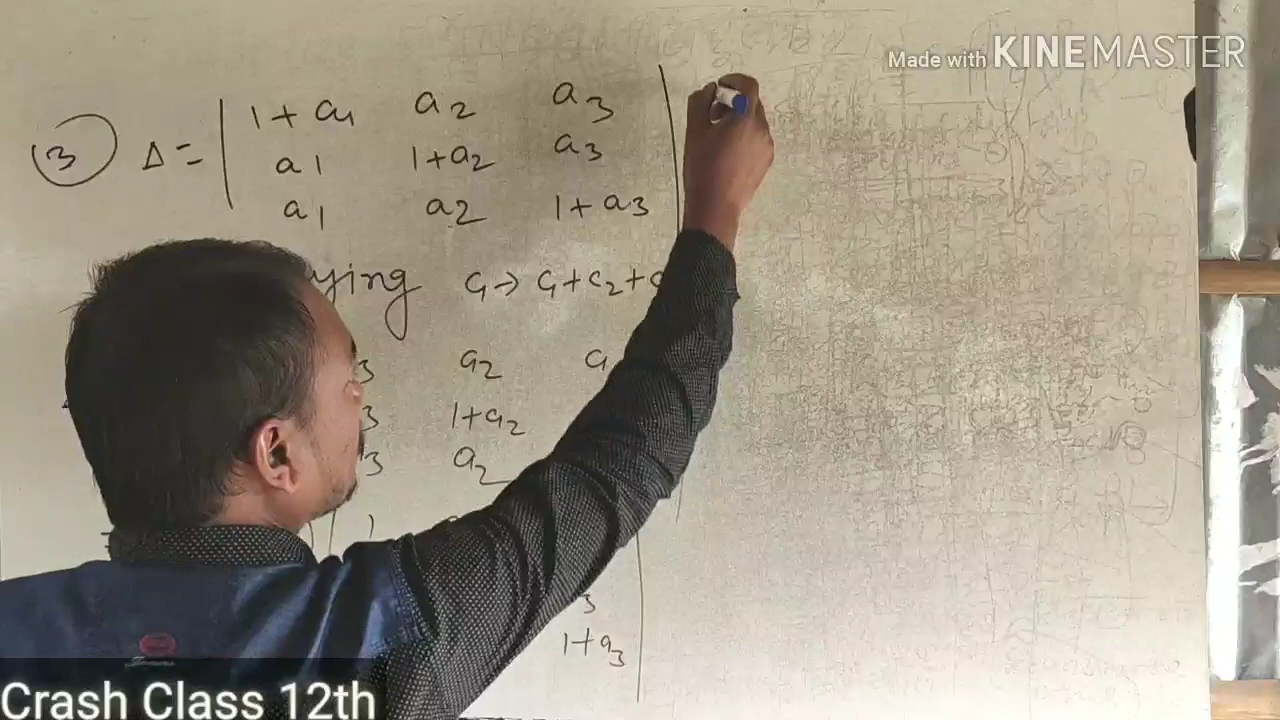 Made with KINEMASTER
3 Δ = | 1+a1 a2 a3 |
a1 1+a2 a3
a1 a2 1+a3
ying C1→C1+C2+C
3 a2 a
3 1+a2
3 a2
1
3
1+a3
Crash Class 12th